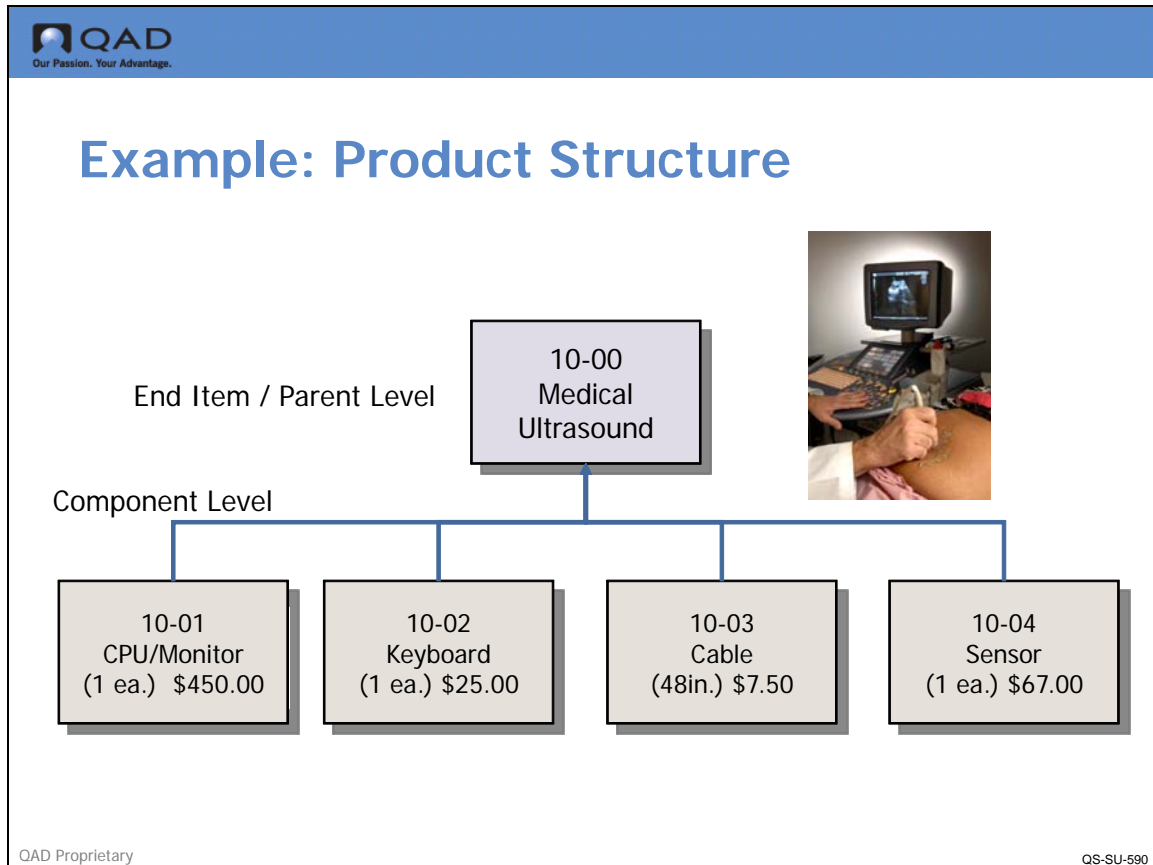 QAD
Our Passion. Your Advantage.
Example: Product Structure
End Item / Parent Level
10-00
Medical
Ultrasound
Component Level
10-01
CPU/Monitor
(1 ea.) $450.00
10-02
Keyboard
(1 ea.) $25.00
10-03
Cable
(48in.) $7.50
10-04
Sensor
(1 ea.) $67.00
QAD Proprietary
QS-SU-590